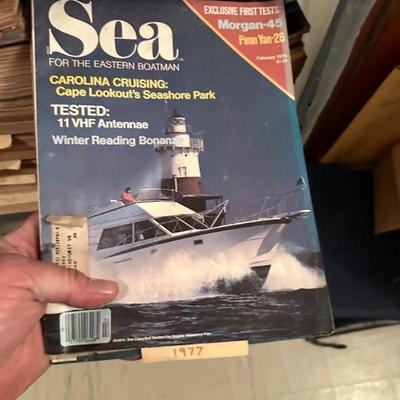 Sea
FOR THE EASTERN BOATMAN
EXCLUSIVE FIRST TESTS:
Morgan-45
Penn Yan-26
February
CAROLINA CRUISING:
Cape Lookout's Seashore Park
TESTED:
11 VHF Antennae
Winter Reading Bonanza
1977